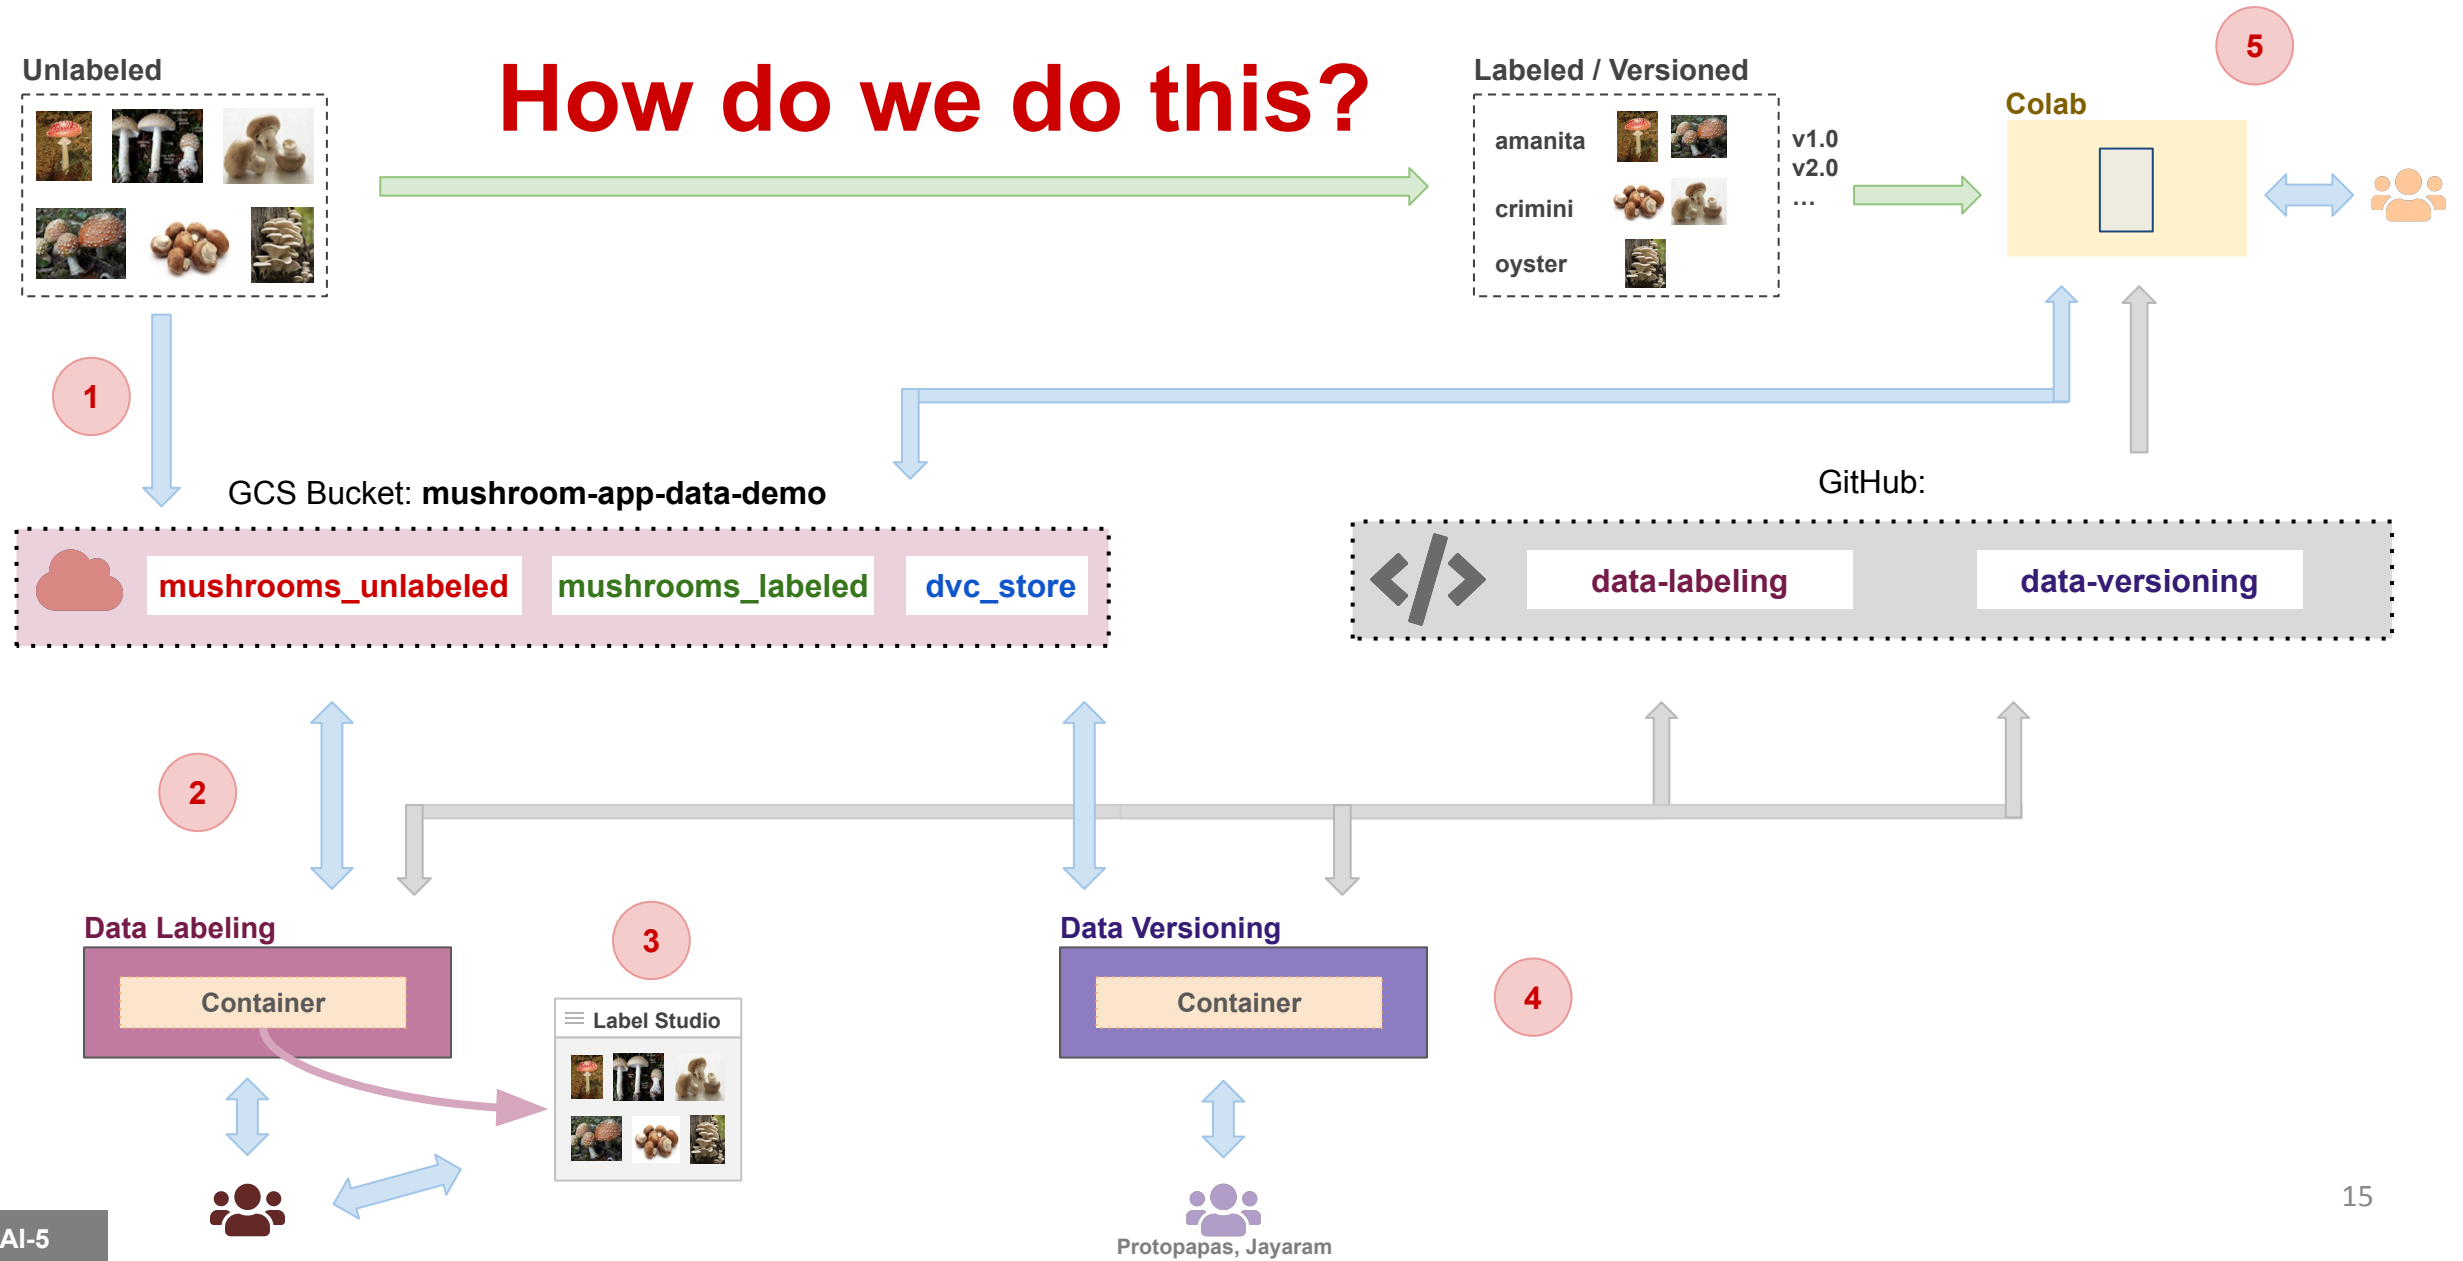 How do we do this?
Unlabeled
Labeled / Versioned
amanita
crimini
oyster
v1.0
v2.0
...
Colab
5
1
GCS Bucket: mushroom-app-data-demo
mushrooms_unlabeled
mushrooms_labeled
dvc_store
GitHub:
</>
data-labeling
data-versioning
2
Data Labeling
Container
3
Label Studio
Data Versioning
Container
4
AI-5
Protopapas, Jayaram
15